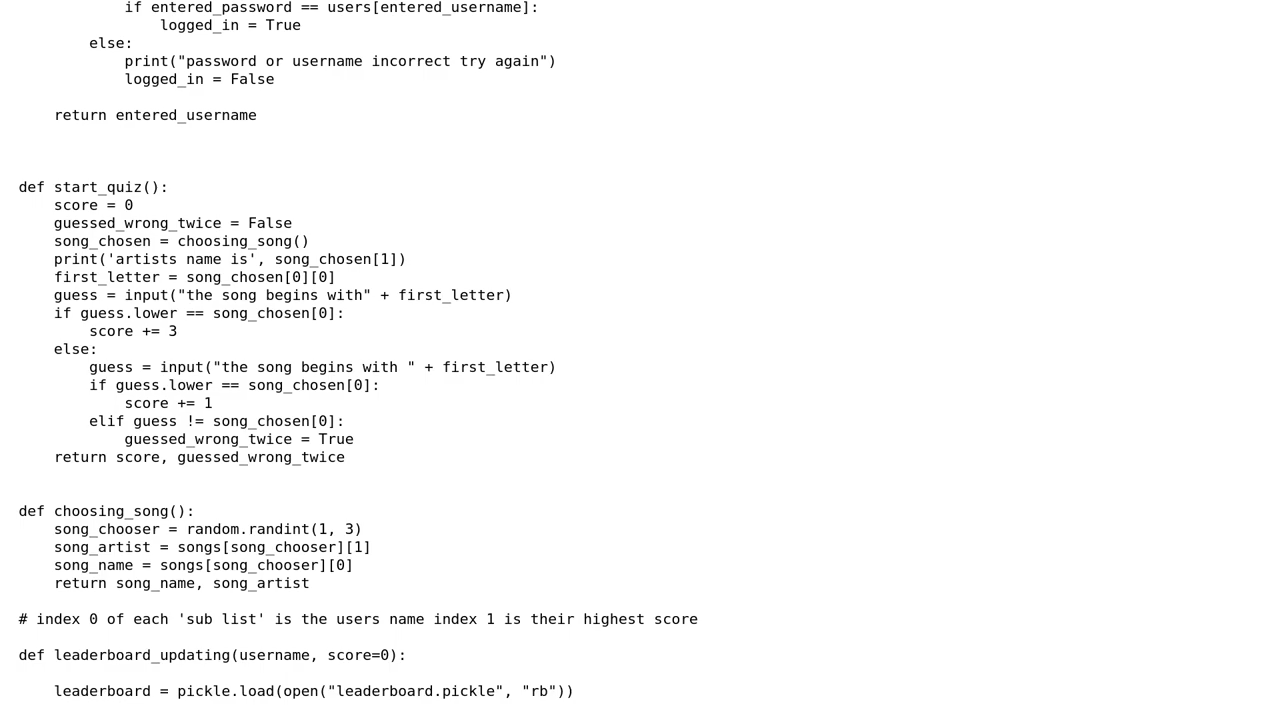 if entered_password == users[entered_username]:
                logged_in = True
        else:
            print("password or username incorrect try again")
            logged_in = False
    return entered_username
def start_quiz():
    score = 0
    guessed_wrong_twice = False
    song_chosen = choosing_song()
    print('artists name is', song_chosen[1])
    first_letter = song_chosen[0][0]
    guess = input("the song begins with" + first_letter)
    if guess.lower == song_chosen[0]:
        score += 3
    else:
        guess = input("the song begins with " + first_letter)
        if guess.lower == song_chosen[0]:
            score += 1
        elif guess != song_chosen[0]:
            guessed_wrong_twice = True
    return score, guessed_wrong_twice
def choosing_song():
    song_chooser = random.randint(1, 3)
    song_artist = songs[song_chooser][1]
    song_name = songs[song_chooser][0]
    return song_name, song_artist
# index 0 of each 'sub list' is the users name index 1 is their highest score
def leaderboard_updating(username, score=0):
    leaderboard = pickle.load(open("leaderboard.pickle", "rb"))